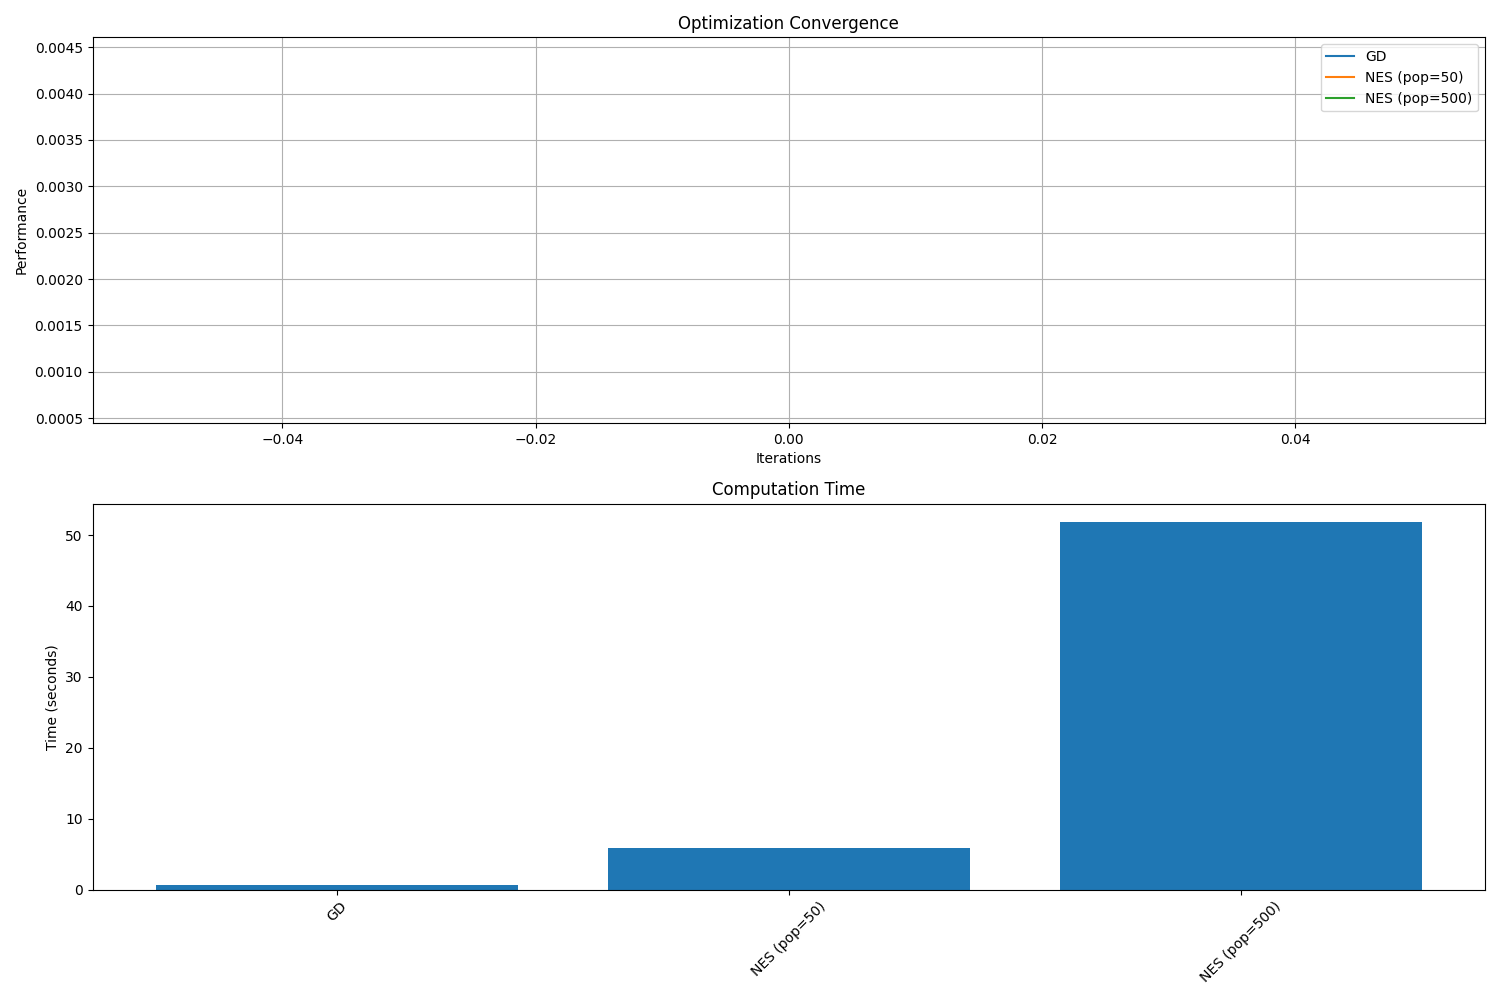 Optimization Convergence
0.0045
0.0040
0.0035
0.0030
0.0025
0.0020
0.0015
0.0010
0.0005
Performance
GD
NES (pop=50)
NES (pop=500)
−0.04
−0.02
0.00
0.02
0.04
Iterations
Computation Time
50
40
30
20
10
0
Time (seconds)
GD
NES (pop=50)
NES (pop=500)